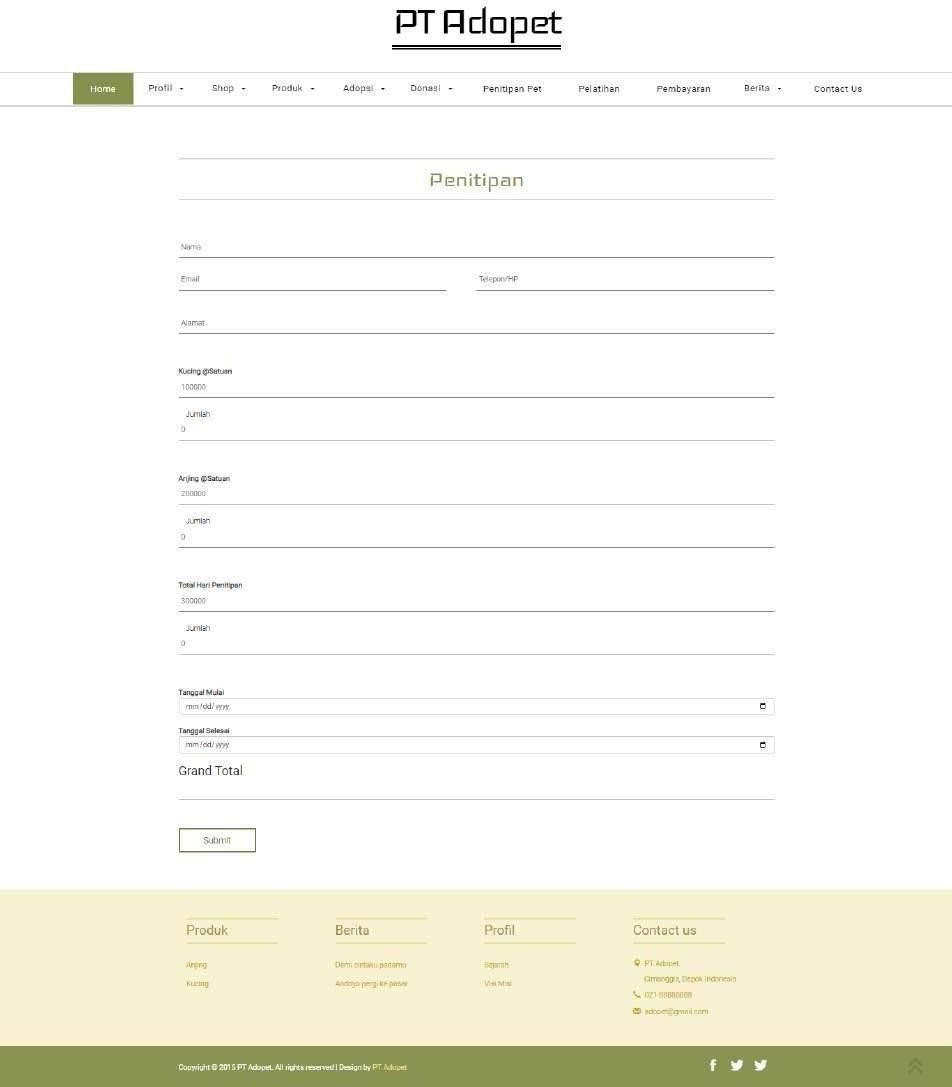 PT Adopet
Home Profil Shop Produk Adopsi Donasi Penitipan Pet Pelatihan Pembayaran Berita Contact Us
Penitipan
Nama
Email Telepon/HP
Alamat
Kucing @Satuan
100000
Jumlah
0
Anjing @Satuan
200000
Jumlah
0
Total Hari Penitipan
300000
Jumlah
0
Tanggal Mulai
mm/dd/yyyy
Tanggal Selesai
mm/dd/yyyy
Grand Total
Submit
Produk Berita Profil Contact us
Anjing Demi cintaku padamu Sejarah PT Adopet.
Kucing Andoyo pergi ke pasar Visi Misi Cimanggis, Depok Indonesia
021-88888888
adopet@gmail.com
Copyright © 2015 PT Adopet. All rights reserved | Design by PT Adopet